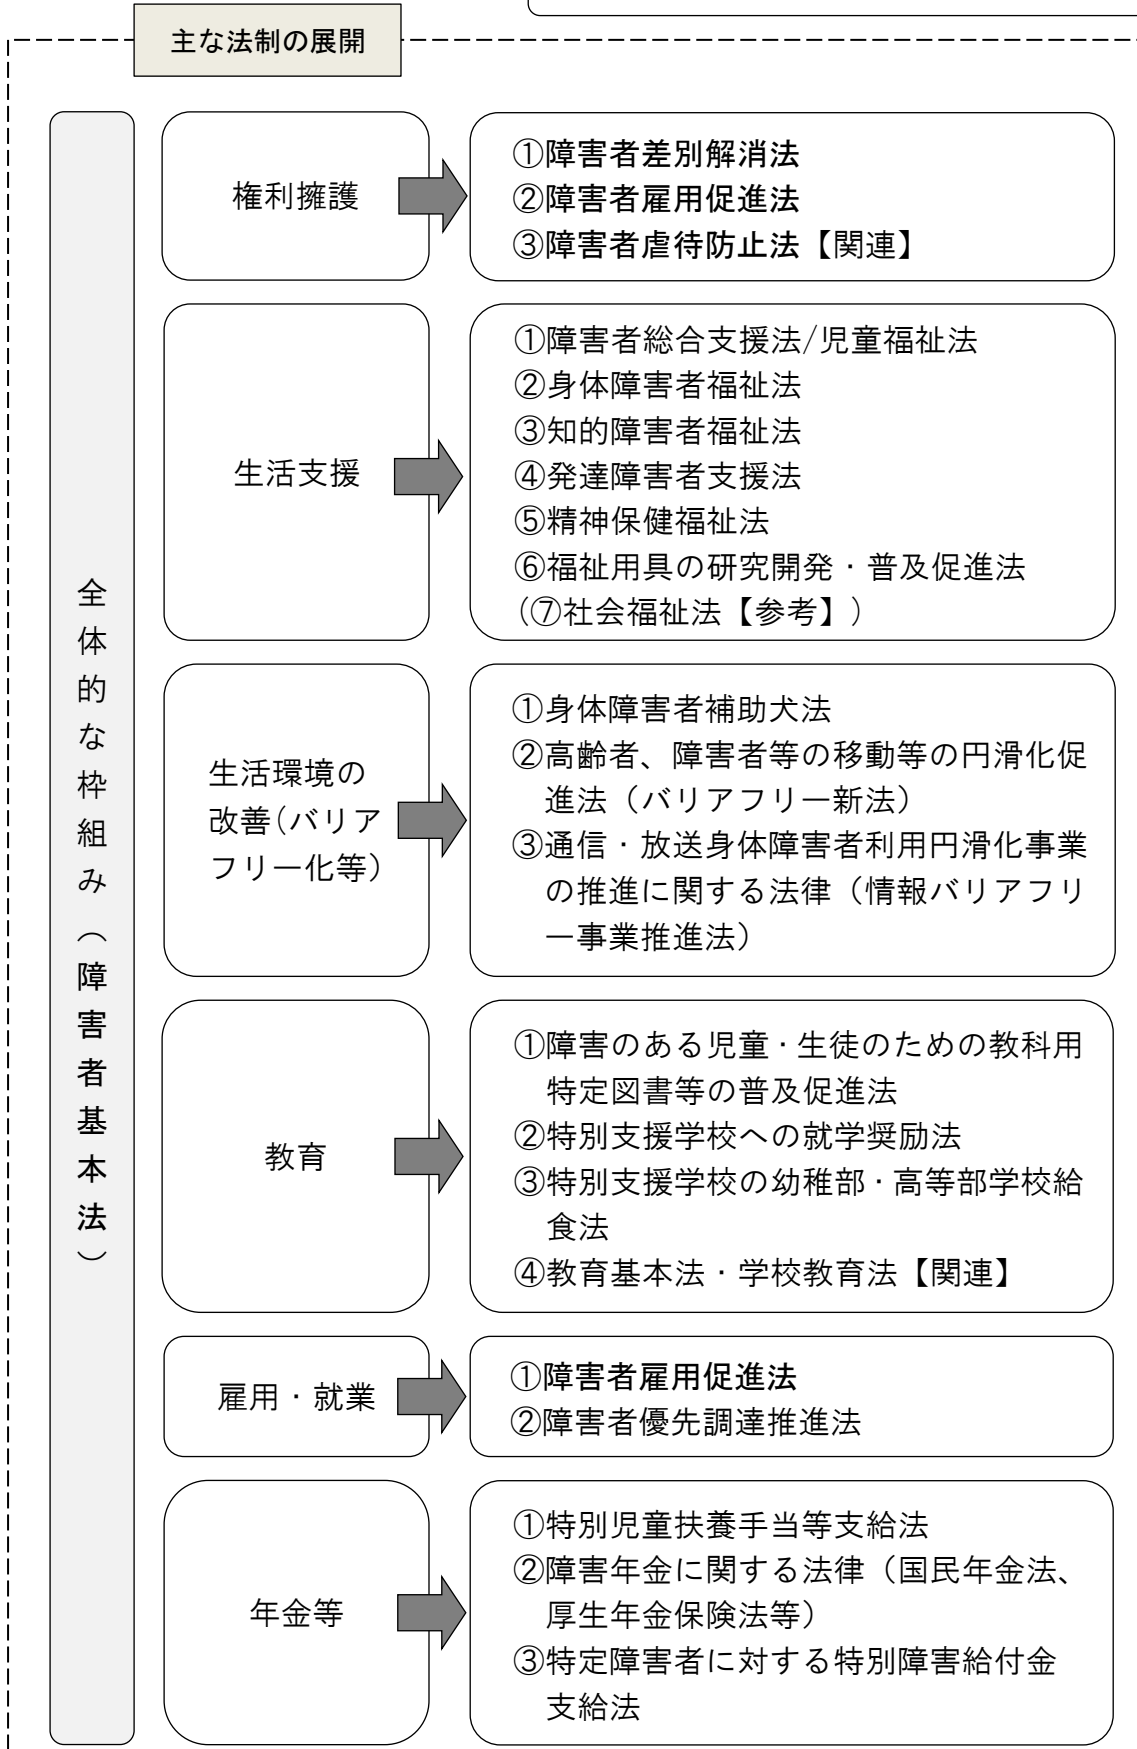 主な法制の展開
全体的な枠組み（障害者基本法）
権利擁護
①障害者差別解消法
②障害者雇用促進法
③障害者虐待防止法【関連】
生活支援
①障害者総合支援法/児童福祉法
②身体障害者福祉法
③知的障害者福祉法
④発達障害者支援法
⑤精神保健福祉法
⑥福祉用具の研究開発・普及促進法
(⑦社会福祉法【参考】)
生活環境の
改善(バリア
フリー化等)
①身体障害者補助犬法
②高齢者、障害者等の移動等の円滑化促
進法（バリアフリー新法）
③通信・放送身体障害者利用円滑化事業
の推進に関する法律（情報バリアフリ
ー事業推進法）
教育
①障害のある児童・生徒のための教科用
特定図書等の普及促進法
②特別支援学校への就学奨励法
③特別支援学校の幼稚部・高等部学校給
食法
④教育基本法・学校教育法【関連】
雇用・就業
①障害者雇用促進法
②障害者優先調達推進法
年金等
①特別児童扶養手当等支給法
②障害年金に関する法律（国民年金法、
厚生年金保険法等）
③特定障害者に対する特別障害給付金
支給法